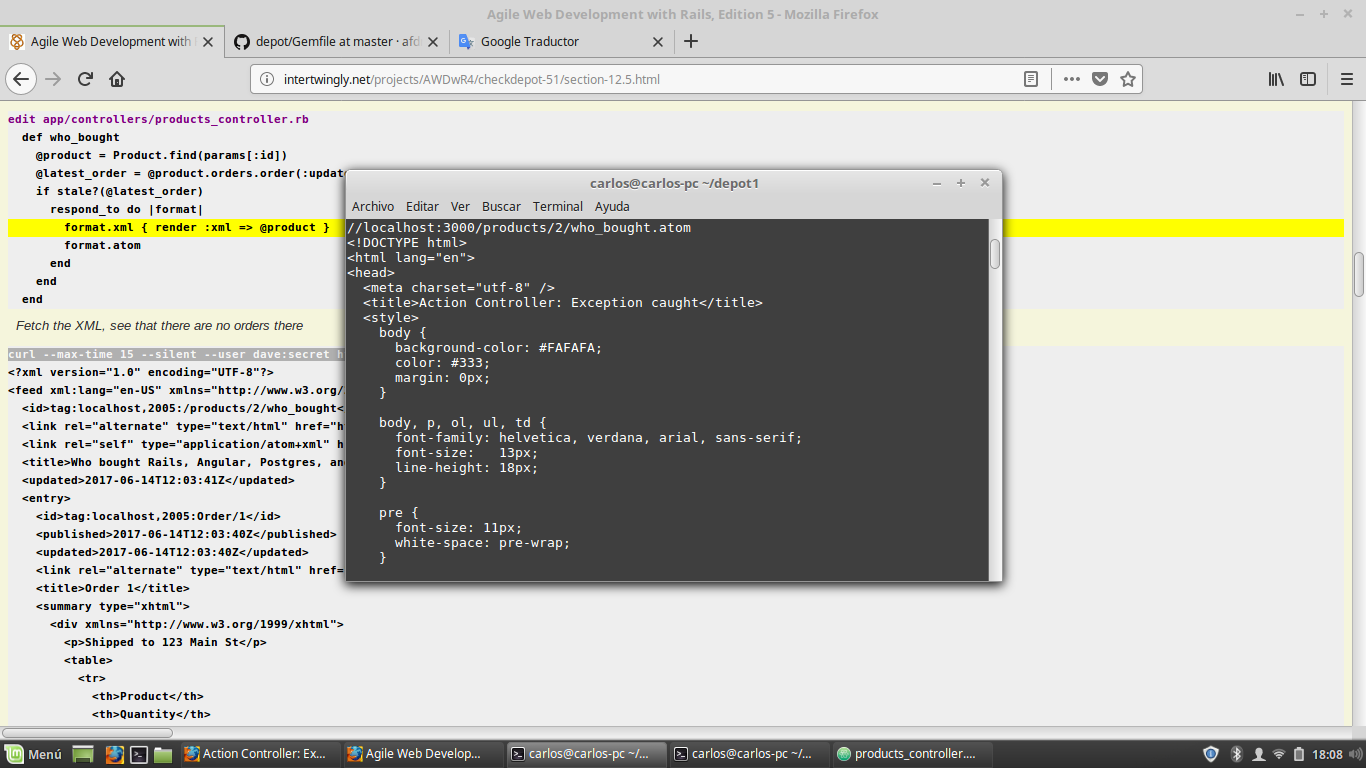 Agile Web Development with Rails, Edition 5 - Mozilla Firefox
Agile Web Development with
depot/Gemfile at master · afd
Google Traductor
intertwingly.net/projects/AWDwR4/checkdepot-51/section-12.5.html
edit app/controllers/products_controller.rb
def who_bought
@product = Product.find(params[:id])
@latest_order = @product.orders.order(:updat
if stale?(@latest_order)
respond_to do |format|
format.xml { render :xml => @product }
format.atom
end
end
end
Fetch the XML, see that there are no orders there
curl --max-time 15 --silent --user dave:secret h
<?xml version="1.0" encoding="UTF-8"?>
<feed xml:lang="en-US" xmlns="http://www.w3.org/
<id>tag:localhost,2005:/products/2/who_bought<
<link rel="alternate" type="text/html" href="h
<link rel="self" type="application/atom+xml" h
<title>Who bought Rails, Angular, Postgres, an
<updated>2017-06-14T12:03:41Z</updated>
<entry>
<id>tag:localhost,2005:Order/1</id>
<published>2017-06-14T12:03:40Z</published>
<updated>2017-06-14T12:03:40Z</updated>
<link rel="alternate" type="text/html" href=
<title>Order 1</title>
<summary type="xhtml">
<div xmlns="http://www.w3.org/1999/xhtml">
<p>Shipped to 123 Main St</p>
<table>
<tr>
<th>Product</th>
<th>Quantity</th>
carlos@carlos-pc ~/depot1
Archivo Editar Ver Buscar Terminal Ayuda
//localhost:3000/products/2/who_bought.atom
<!DOCTYPE html>
<html lang="en">
<head>
<meta charset="utf-8" />
<title>Action Controller: Exception caught</title>
<style>
body {
background-color: #FAFAFA;
color: #333;
margin: 0px;
}
body, p, ol, ul, td {
font-family: helvetica, verdana, arial, sans-serif;
font-size:   13px;
line-height: 18px;
}
pre {
font-size: 11px;
white-space: pre-wrap;
}
Menú
Action Controller: Ex...
Agile Web Develop...
carlos@carlos-pc ~/...
carlos@carlos-pc ~/...
products_controller....
18:08